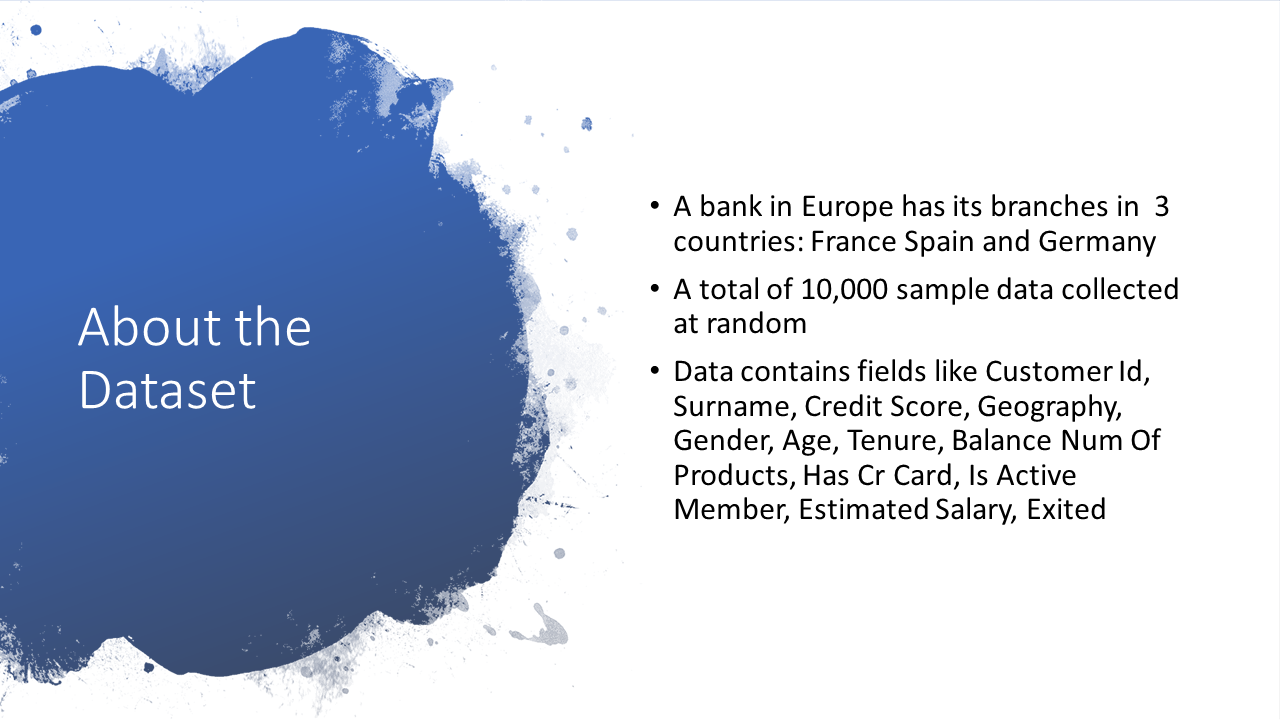 About the
Dataset
• A bank in Europe has its branches in  3
countries: France Spain and Germany
• A total of 10,000 sample data collected
at random
• Data contains fields like Customer Id,
Surname, Credit Score, Geography,
Gender, Age, Tenure, Balance Num Of
Products, Has Cr Card, Is Active
Member, Estimated Salary, Exited